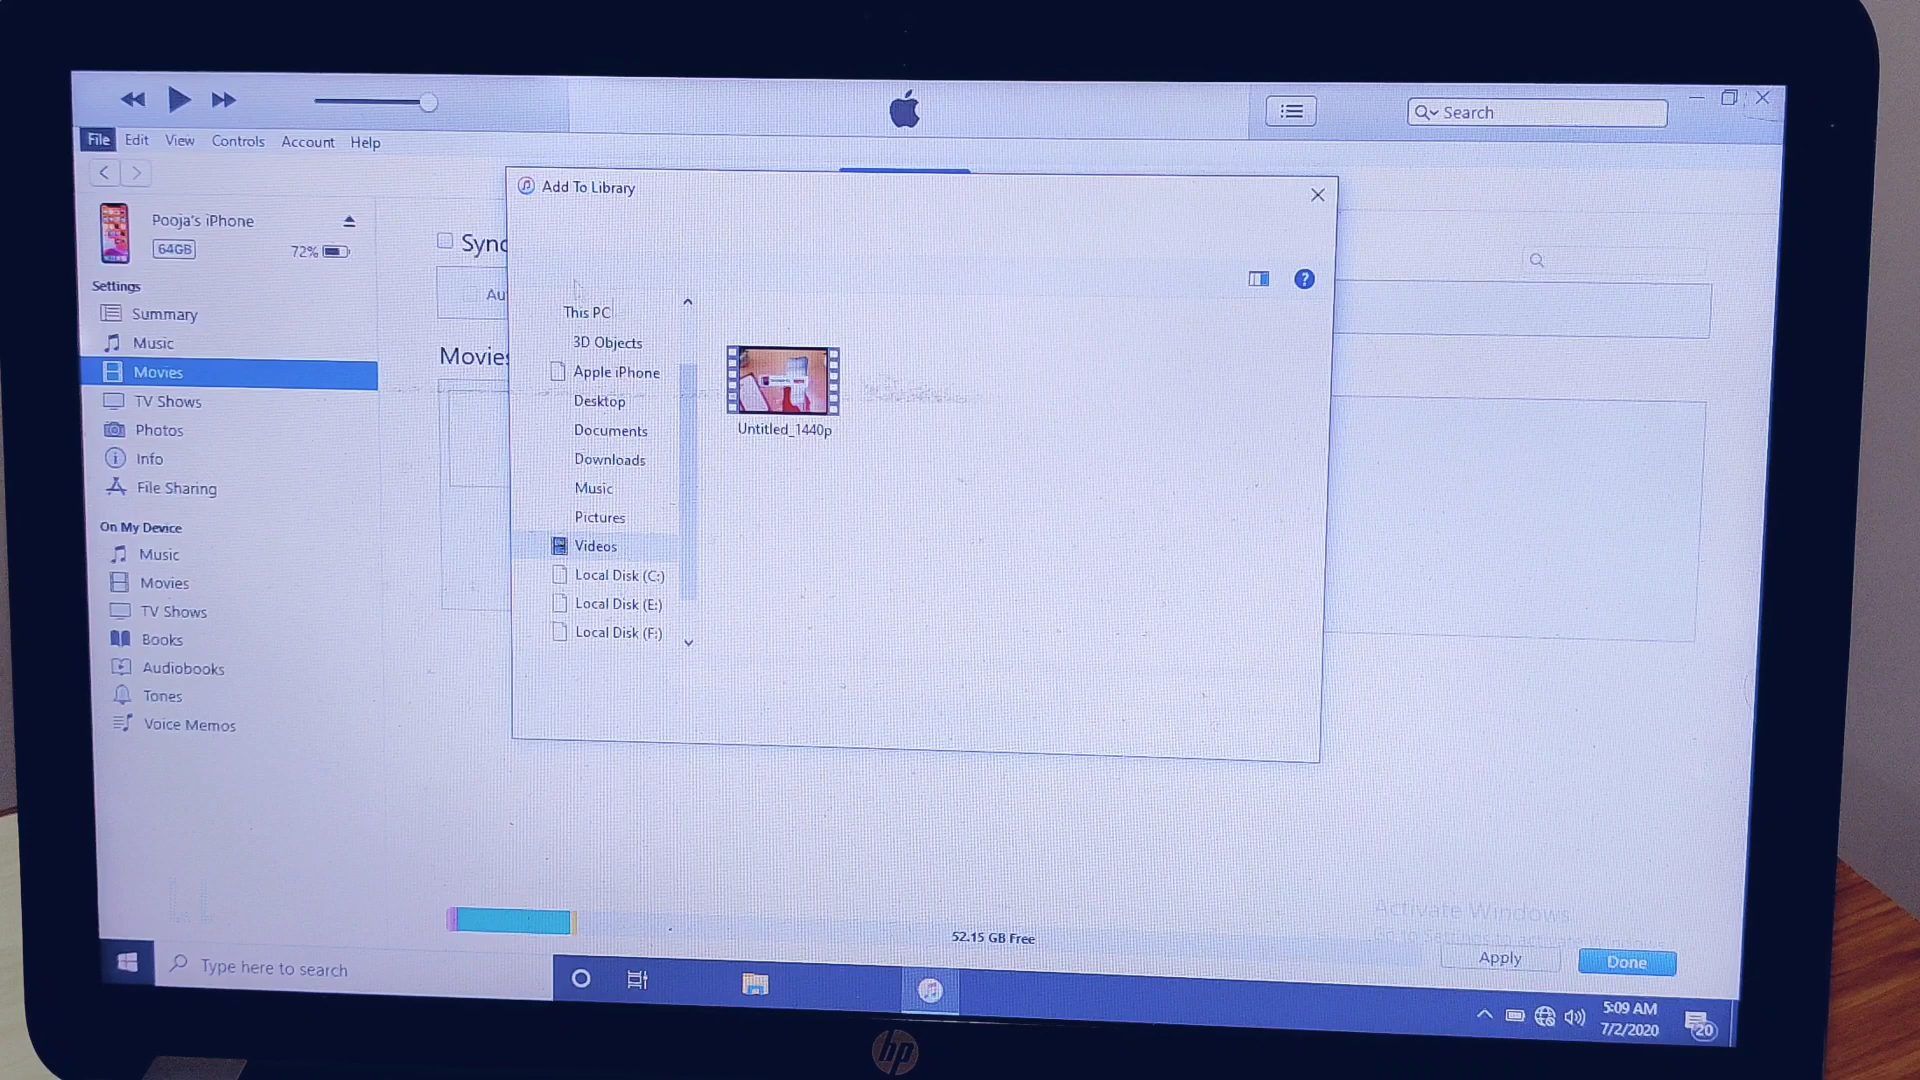 Search
File Edit View Controls Account Help
Add To Library
Pooja's iPhone
64GB
72%
Sync
Au
Settings
Summary
Music
Movies
TV Shows
Photos
Info
File Sharing
On My Device
Music
Movies
TV Shows
Books
Audiobooks
Tones
Voice Memos
Movies
This PC
3D Objects
Apple iPhone
Desktop
Documents
Downloads
Music
Pictures
Videos
Local Disk (C:)
Local Disk (E:)
Local Disk (F:)
Untitled_1440p
52.15 GB Free
Activate Windows
Apply
Done
Type here to search
5:09 AM
7/2/2020
20
hp